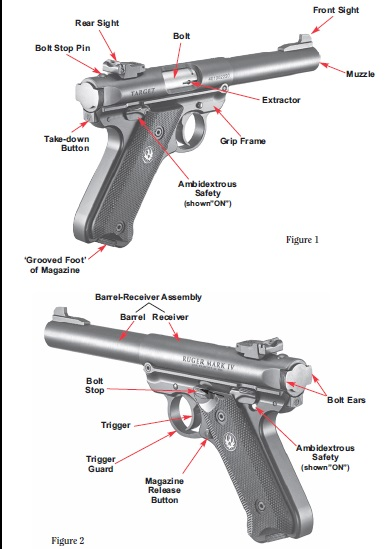 Front Sight
Rear Sight
Bolt Stop Pin
Bolt
Muzzle
TARGET
Extractor
Take-down
Button
Grip Frame
Ambidextrous
Safety
(shown"ON")
Figure 1
'Grooved Foot'
of Magazine
Barrel-Receiver Assembly
Barrel Receiver
RUGER MARK IV
Bolt
Stop
Bolt Ears
Trigger
Trigger
Guard
Ambidextrous
Safety
(shown"ON")
Magazine
Release
Button
Figure 2